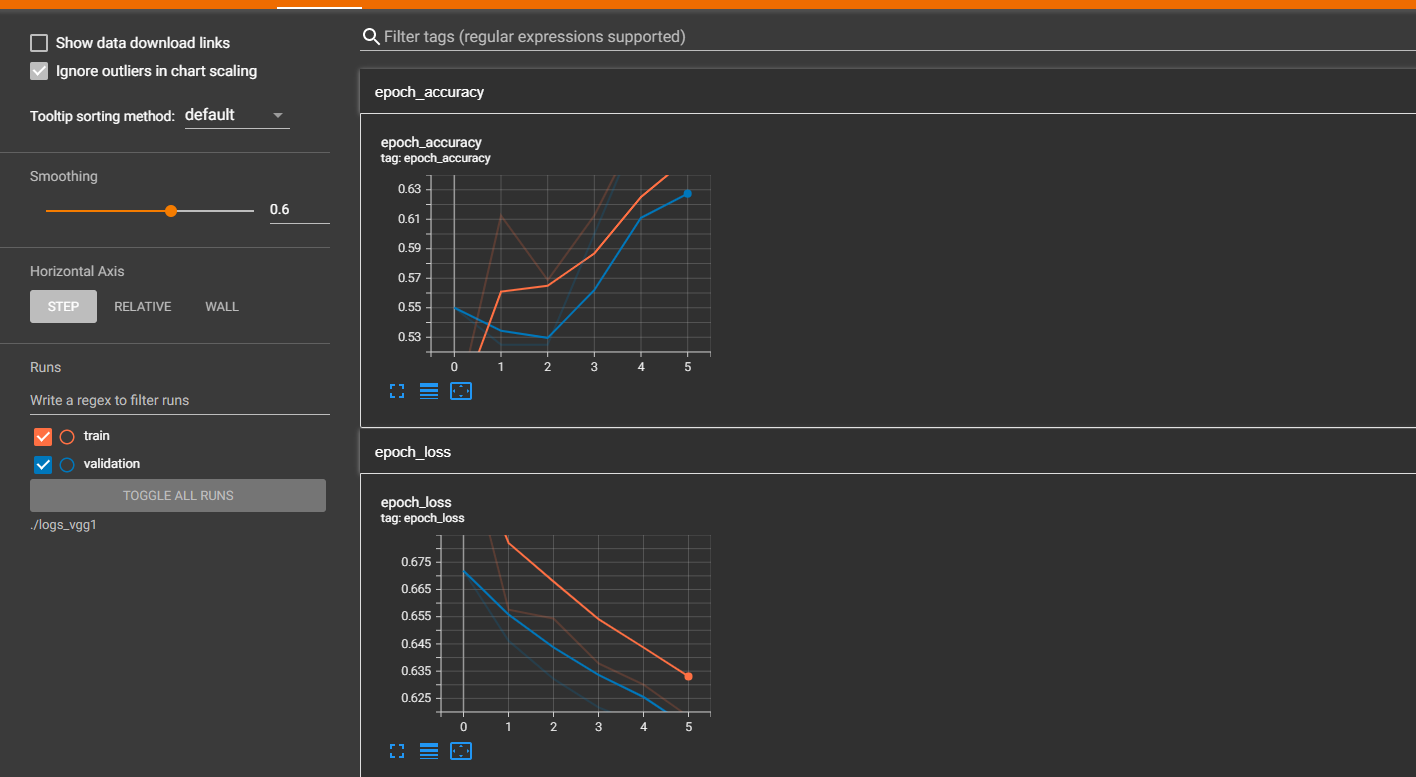 Show data download links
Ignore outliers in chart scaling
Tooltip sorting method: default
Smoothing
0.6
Horizontal Axis
STEP RELATIVE WALL
Runs
Write a regex to filter runs
train
validation
TOGGLE ALL RUNS
./logs_vgg1
Filter tags (regular expressions supported)
epoch_accuracy
epoch_accuracy
tag: epoch_accuracy
0.63
0.61
0.59
0.57
0.55
0.53
0 1 2 3 4 5
epoch_loss
epoch_loss
tag: epoch_loss
0.675
0.665
0.655
0.645
0.635
0.625
0 1 2 3 4 5